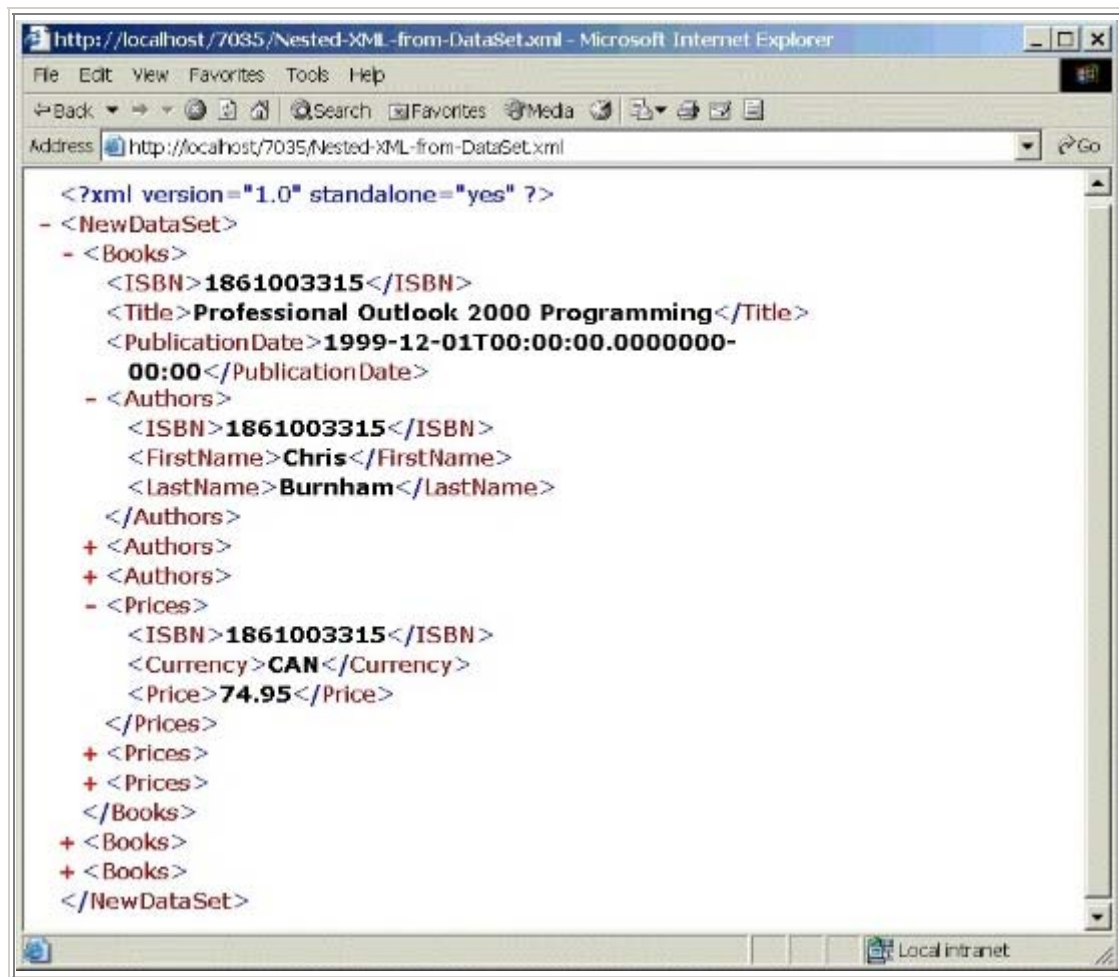 http://localhost/7035/Nested-XML-from-DataSet.xml - Microsoft Internet Explorer
File Edit View Favorites Tools Help
Back Search Favorites Media
Address http://localhost/7035/Nested-XML-from-DataSet.xml Go
<?xml version="1.0" standalone="yes" ?>
- <NewDataSet>
- <Books>
<ISBN>1861003315</ISBN>
<Title>Professional Outlook 2000 Programming</Title>
<PublicationDate>1999-12-01T00:00:00.0000000-
00:00</PublicationDate>
- <Authors>
<ISBN>1861003315</ISBN>
<FirstName>Chris</FirstName>
<LastName>Burnham</LastName>
</Authors>
+ <Authors>
+ <Authors>
- <Prices>
<ISBN>1861003315</ISBN>
<Currency>CAN</Currency>
<Price>74.95</Price>
</Prices>
+ <Prices>
+ <Prices>
</Books>
+ <Books>
+ <Books>
</NewDataSet>
Local intranet